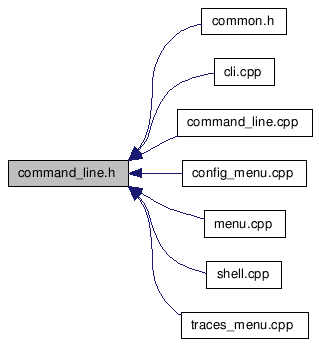 common.h
cli.cpp
command_line.cpp
command_line.h
config_menu.cpp
menu.cpp
shell.cpp
traces_menu.cpp